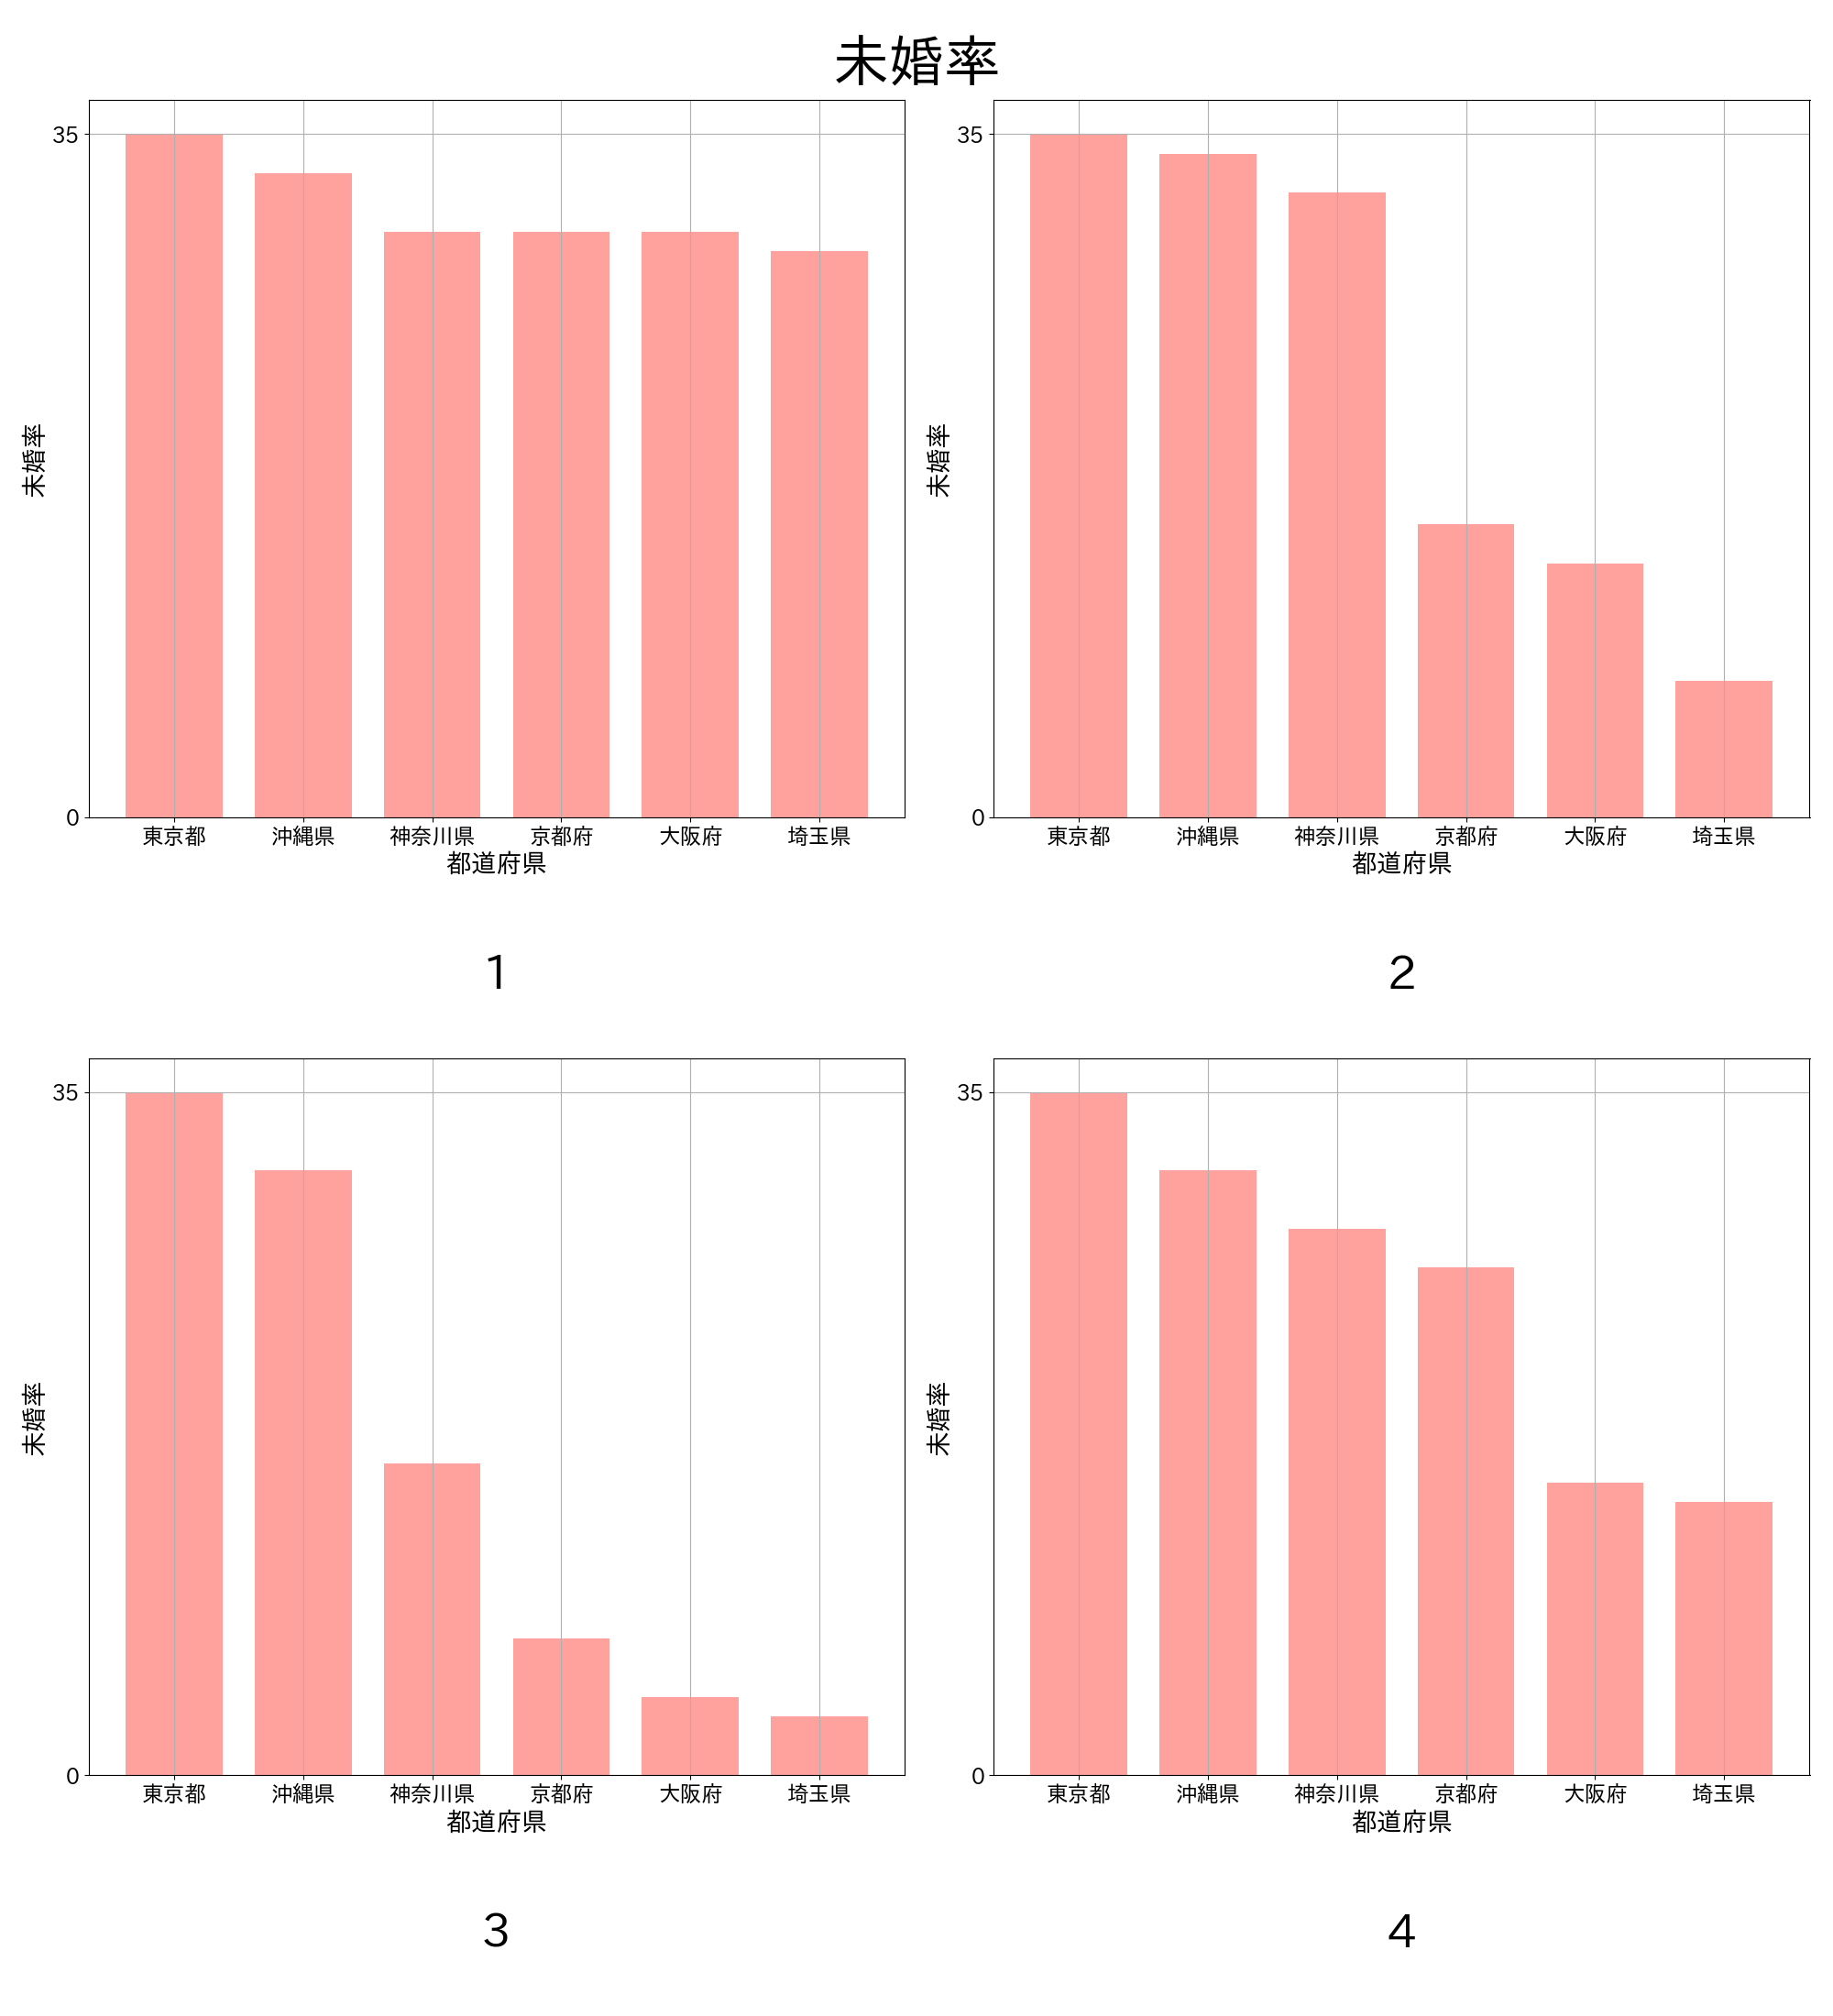 未婚率
35
0
未婚率
東京都 沖縄県 神奈川県 京都府 大阪府 埼玉県
都道府県
1
35
0
未婚率
東京都 沖縄県 神奈川県 京都府 大阪府 埼玉県
都道府県
2
35
0
未婚率
東京都 沖縄県 神奈川県 京都府 大阪府 埼玉県
都道府県
3
35
0
未婚率
東京都 沖縄県 神奈川県 京都府 大阪府 埼玉県
都道府県
4